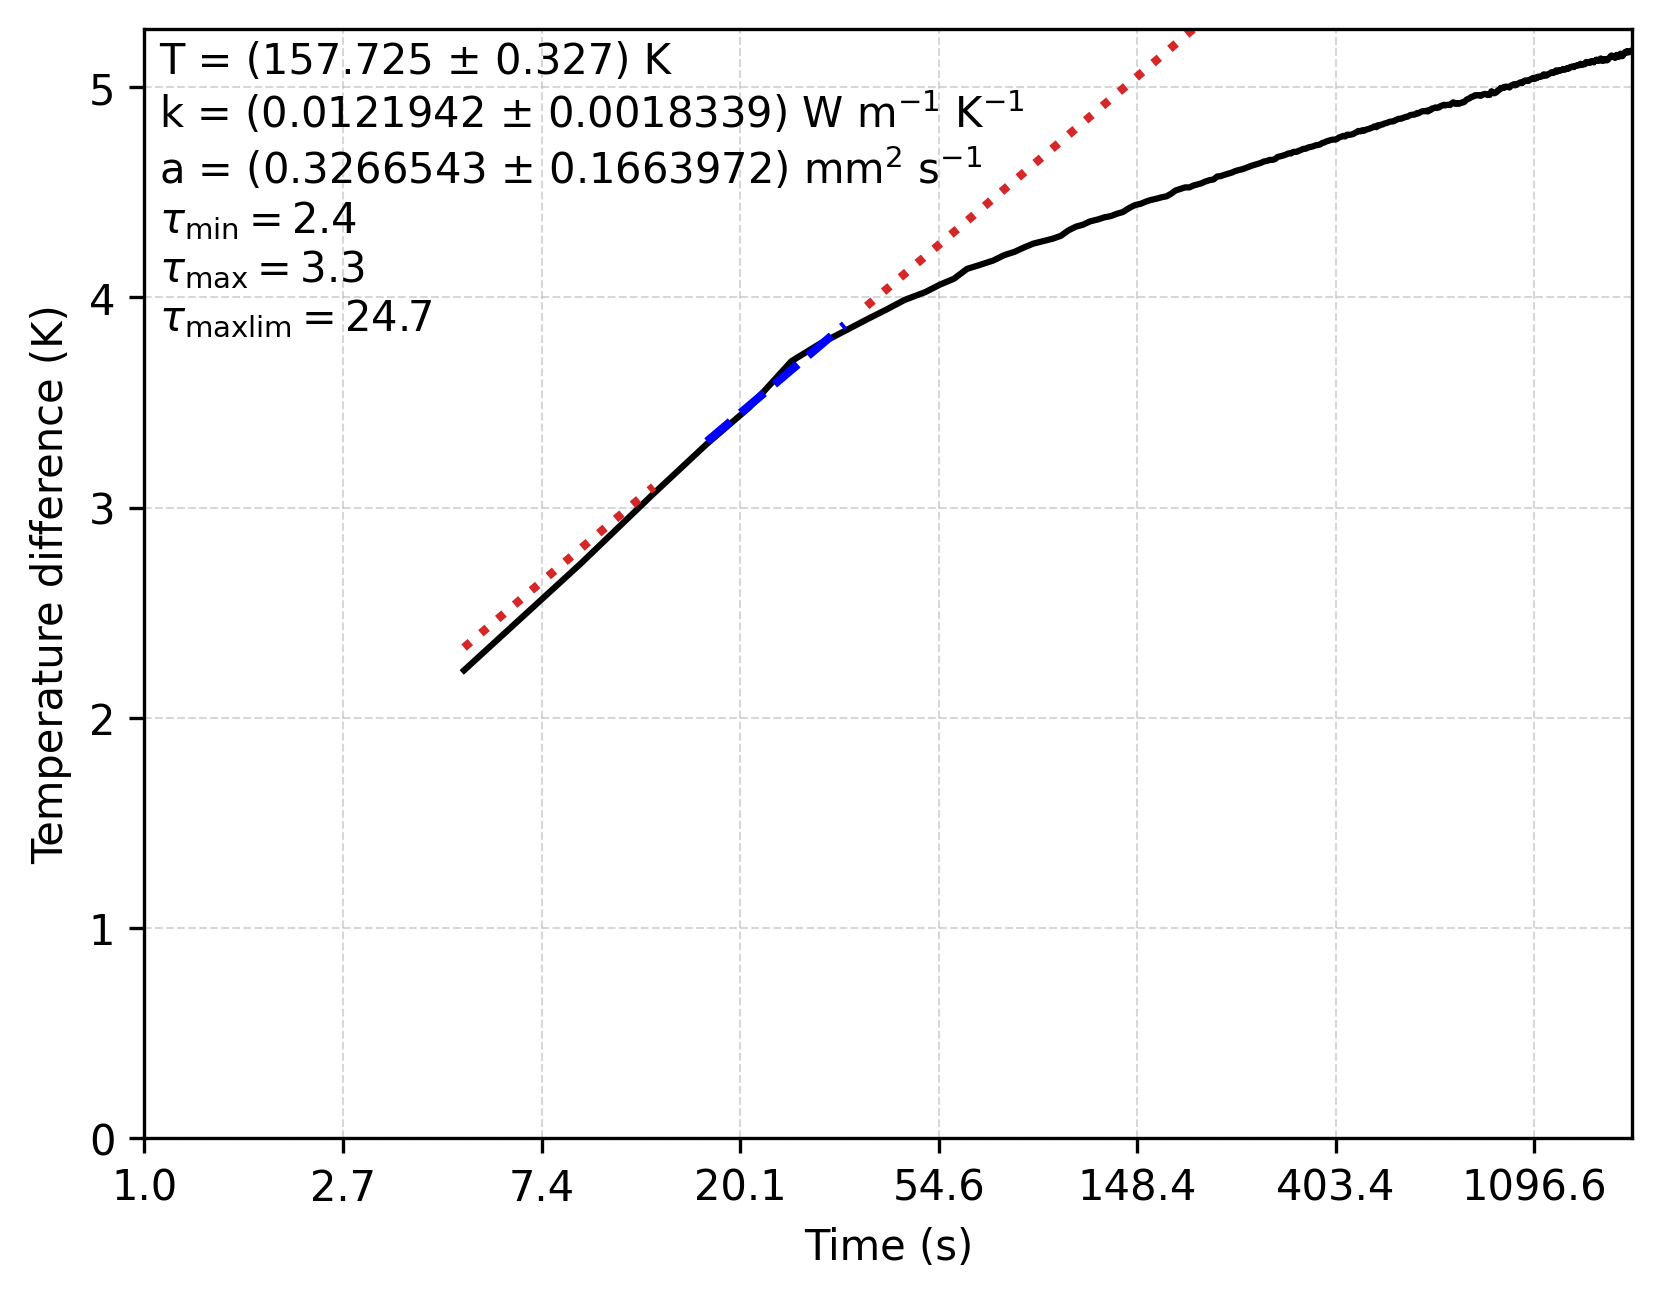 T = (157.725 ± 0.327) K
k = (0.0121942 ± 0.0018339) W m⁻¹ K⁻¹
a = (0.3266543 ± 0.1663972) mm² s⁻¹
τmin = 2.4
τmax = 3.3
τmaxlim = 24.7
Temperature difference (K)
5
4
3
2
1
0
1.0 2.7 7.4 20.1 54.6 148.4 403.4 1096.6
Time (s)